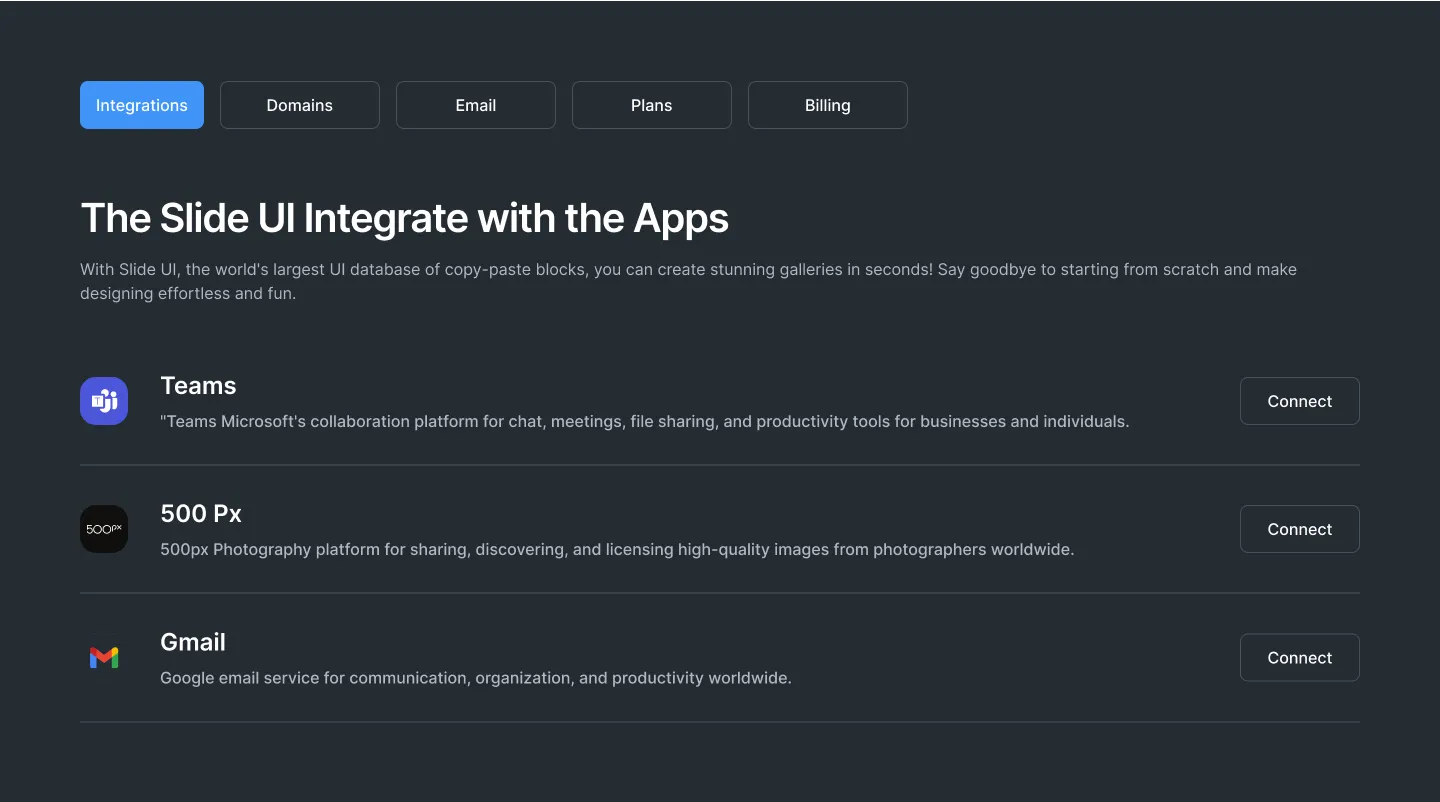 Integrations
Domains
Email
Plans
Billing
The Slide UI Integrate with the Apps
With Slide UI, the world's largest UI database of copy-paste blocks, you can create stunning galleries in seconds! Say goodbye to starting from scratch and make
designing effortless and fun.
Teams
"Teams Microsoft's collaboration platform for chat, meetings, file sharing, and productivity tools for businesses and individuals.
Connect
500px
500 Px
500px Photography platform for sharing, discovering, and licensing high-quality images from photographers worldwide.
Connect
Gmail
Google email service for communication, organization, and productivity worldwide.
Connect